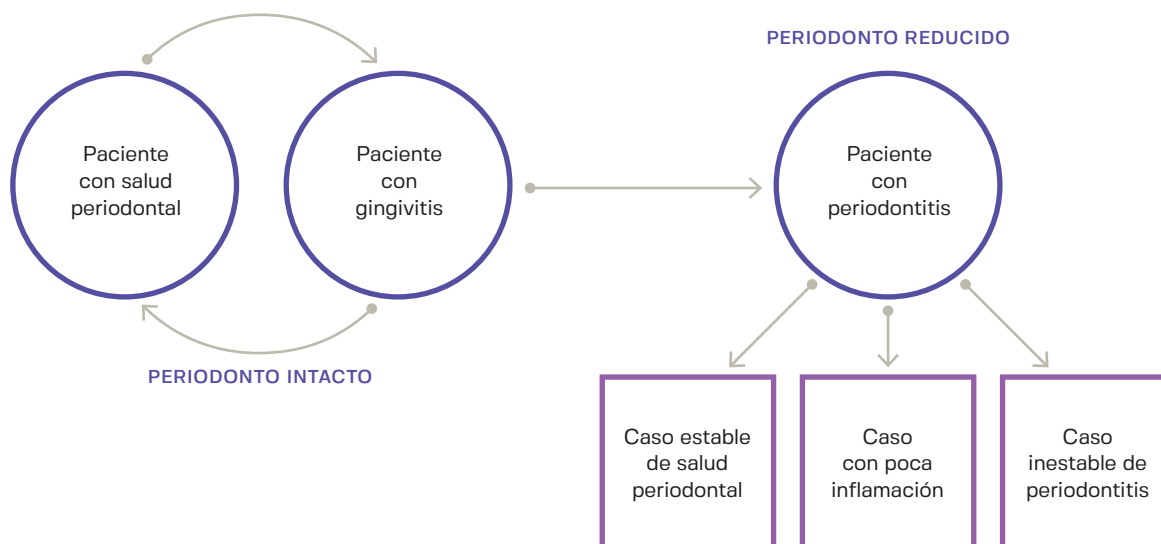 PERIODONTO REDUCIDO
Paciente
con salud
periodontal
Paciente
con
gingivitis
Paciente
con
periodontitis
PERIODONTO INTACTO
Caso estable
de salud
periodontal
Caso
con poca
inflamación
Caso
inestable de
periodontitis